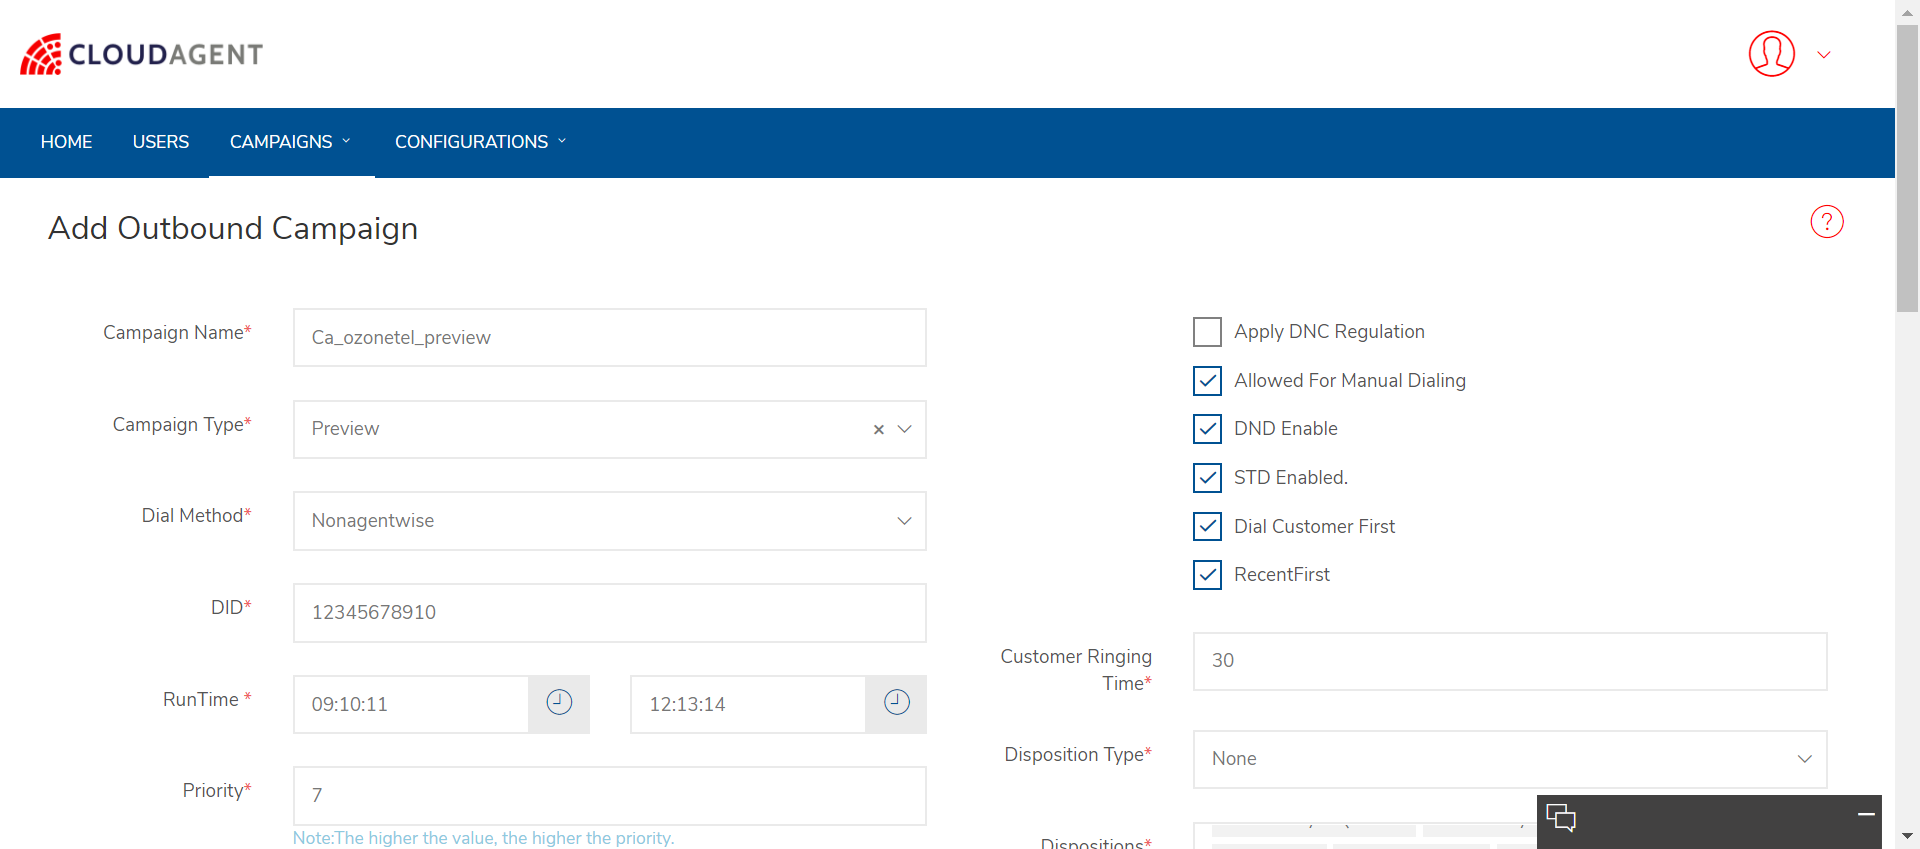 CLOUDAGENT
HOME USERS CAMPAIGNS CONFIGURATIONS
Add Outbound Campaign
?
Campaign Name*
Ca_ozonetel_preview
Campaign Type*
Preview
Dial Method*
Nonagentwise
DID*
12345678910
RunTime *
09:10:11
12:13:14
Priority*
7
Note:The higher the value, the higher the priority.
Apply DNC Regulation
Allowed For Manual Dialing
DND Enable
STD Enabled.
Dial Customer First
RecentFirst
Customer Ringing
Time*
30
Disposition Type*
None
Dispositions*